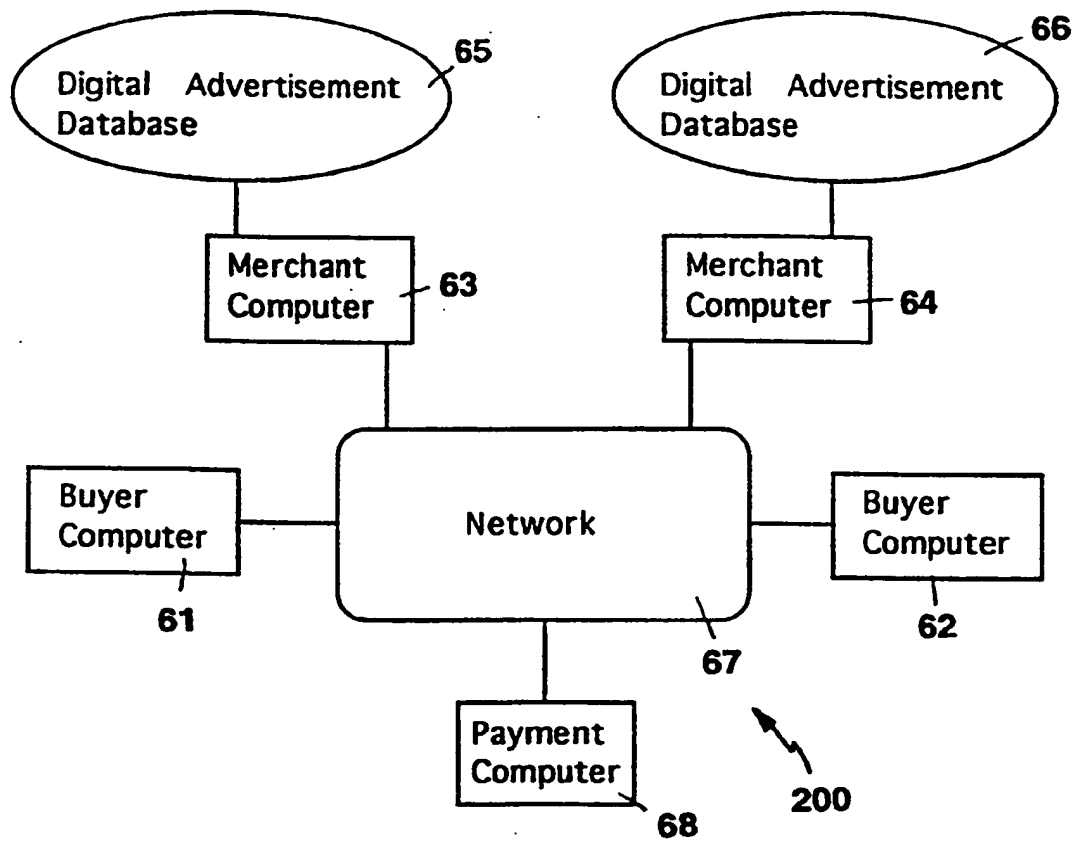 65
66
Digital Advertisement
Database
Digital Advertisement
Database
Merchant
Computer
63
Merchant
Computer
64
Buyer
Computer
61
Network
67
Buyer
Computer
62
Payment
Computer
68
200